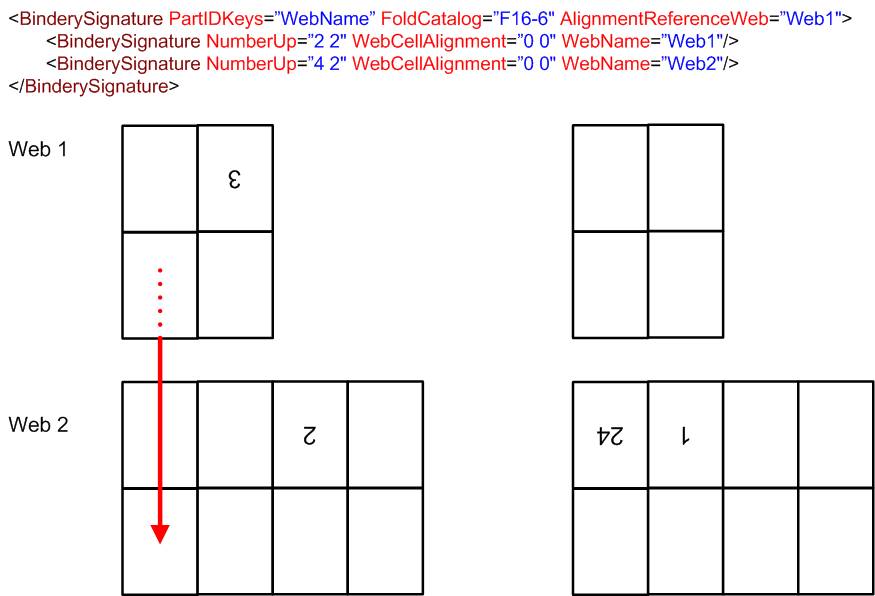 <BinderySignature PartIDKeys=”WebName” FoldCatalog=”F16-6" AlignmentReferenceWeb=”Web1">
<BinderySignature NumberUp=”2 2" WebCellAlignment=”0 0" WebName=”Web1"/>
<BinderySignature NumberUp=”4 2" WebCellAlignment=”0 0" WebName=”Web2"/>
</BinderySignature>
Web 1
3
Web 2
2
24
1